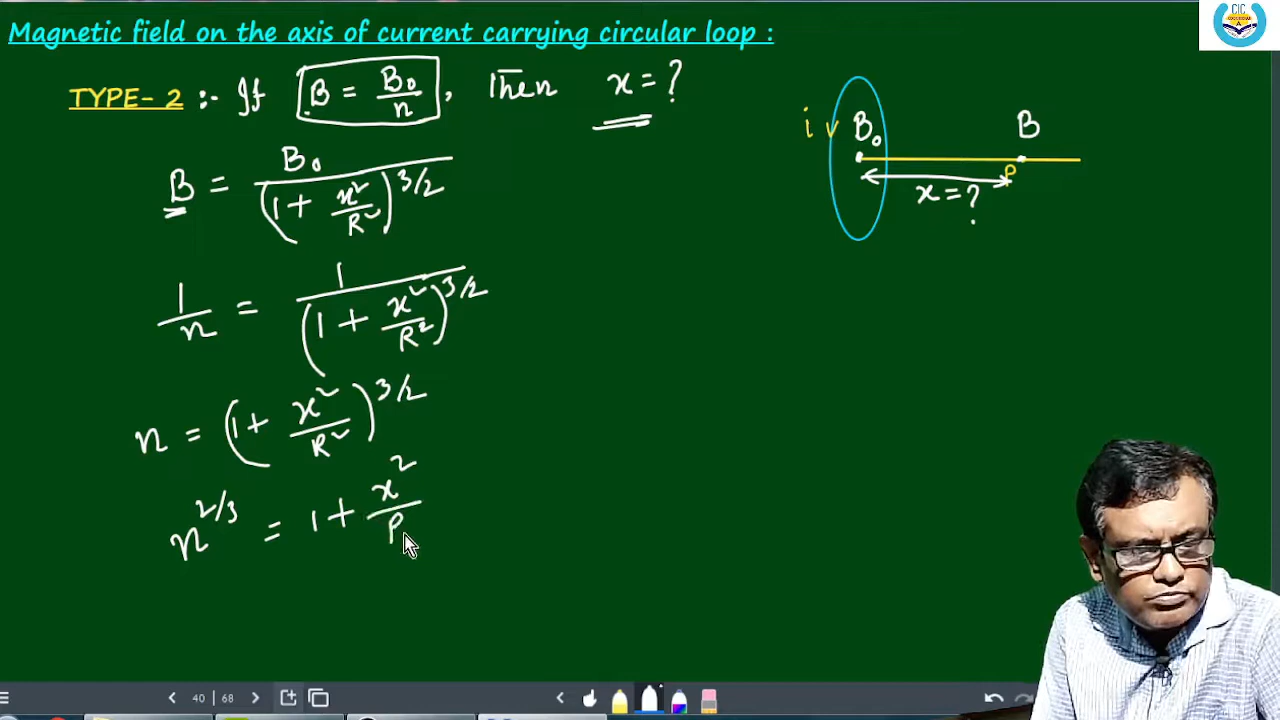 Magnetic field on the axis of current carrying circular loop :
TYPE- 2 :- If B = B₀/n , Then x = ?
B = B₀/(1 + x²/R²)^3/2
1/n = 1/(1 + x²/R²)^3/2
n = (1 + x²/R²)^3/2
n^2/3 = 1 + x²/R
i
B₀
B
P
x = ?
CIC
40 | 68